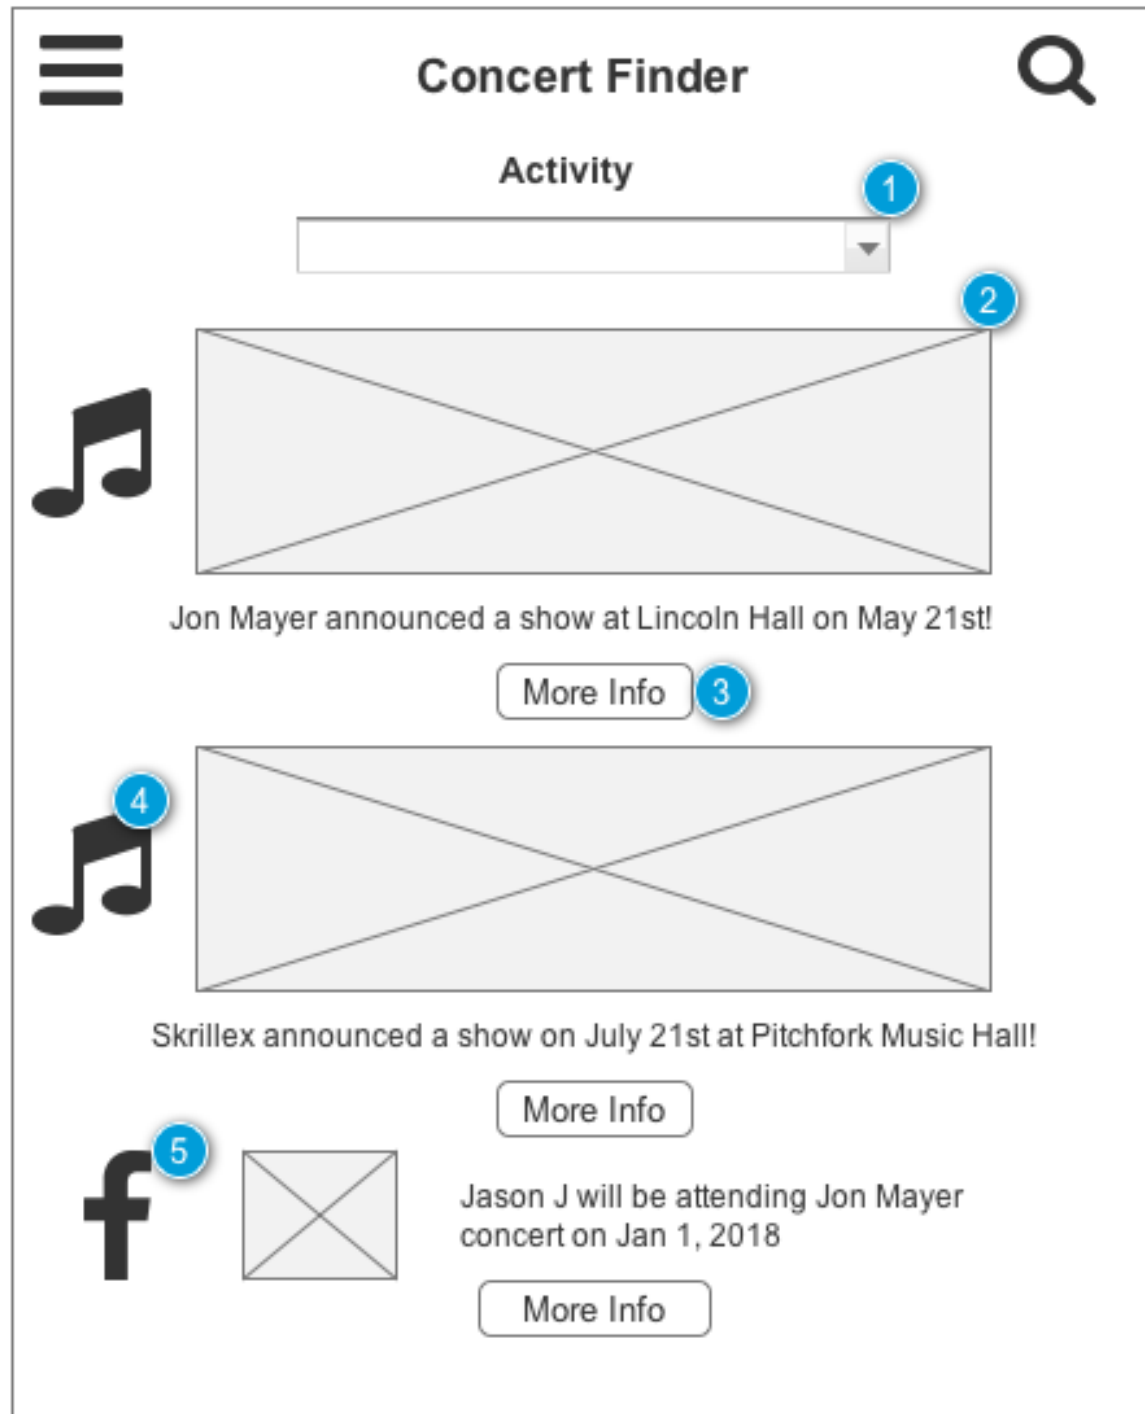 Concert Finder
Activity
1
2
Jon Mayer announced a show at Lincoln Hall on May 21st!
More Info
3
4
Skrillex announced a show on July 21st at Pitchfork Music Hall!
More Info
5
Jason J will be attending Jon Mayer
concert on Jan 1, 2018
More Info